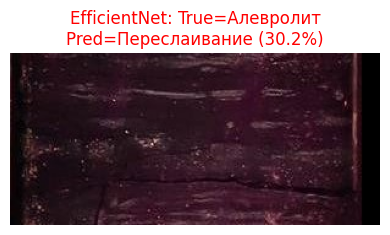 EfficientNet: True=Алевролит
Pred=Переслаивание (30.2%)